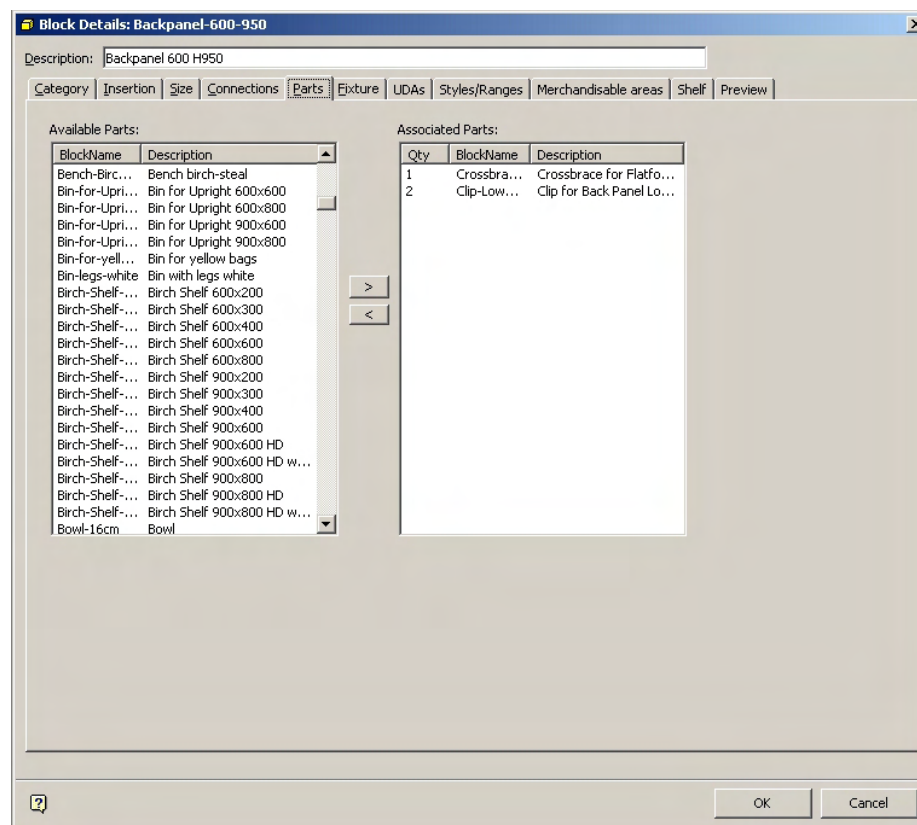 Block Details: Backpanel-600-950
Description: Backpanel 600 H950
Category Insertion Size Connections Parts Fixture UDAs Styles/Ranges Merchandisable areas Shelf Preview
Available Parts: Associated Parts:
BlockName Description Qty BlockName Description
Bench-Birc... Bench birch-steal 1 Crossbra... Crossbrace for Flatfo...
Bin-for-Upri... Bin for Upright 600x600 2 Clip-Low... Clip for Back Panel Lo...
Bin-for-Upri... Bin for Upright 600x800
Bin-for-Upri... Bin for Upright 900x600
Bin-for-Upri... Bin for Upright 900x800
Bin-for-yell... Bin for yellow bags
Bin-legs-white Bin with legs white
Birch-Shelf-... Birch Shelf 600x200
Birch-Shelf-... Birch Shelf 600x300
Birch-Shelf-... Birch Shelf 600x400
Birch-Shelf-... Birch Shelf 600x600
Birch-Shelf-... Birch Shelf 600x800
Birch-Shelf-... Birch Shelf 900x200
Birch-Shelf-... Birch Shelf 900x300
Birch-Shelf-... Birch Shelf 900x400
Birch-Shelf-... Birch Shelf 900x600
Birch-Shelf-... Birch Shelf 900x600 HD
Birch-Shelf-... Birch Shelf 900x600 HD w...
Birch-Shelf-... Birch Shelf 900x800
Birch-Shelf-... Birch Shelf 900x800 HD
Birch-Shelf-... Birch Shelf 900x800 HD w...
Bowl-16cm Bowl
>
<
? OK Cancel